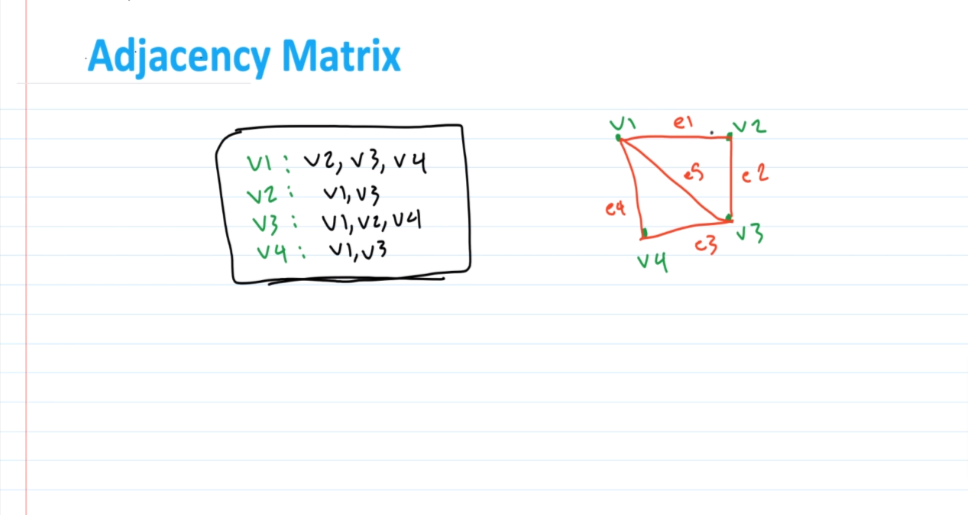 Adjacency Matrix
v1 : v2, v3, v4
v2 : v1, v3
v3 : v1, v2, v4
v4 : v1, v3
v1 e1 v2
e5 e2
e4
e3 v3
v4